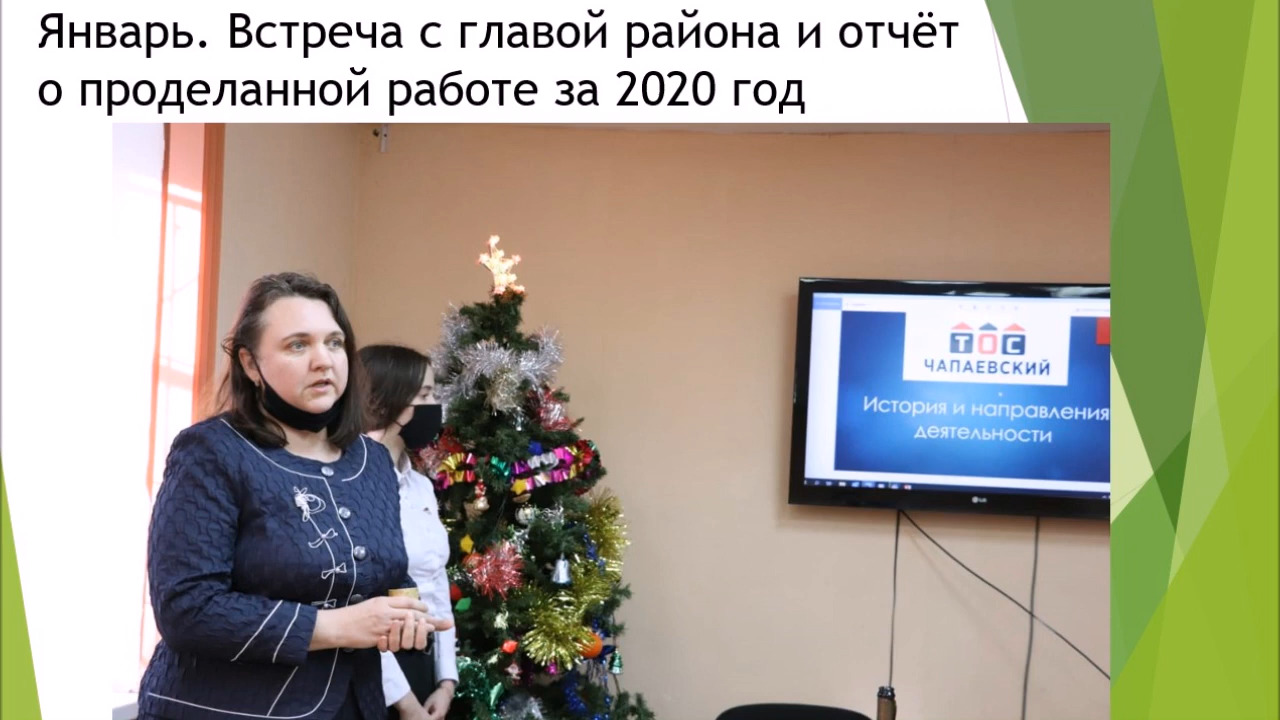 Январь. Встреча с главой района и отчёт
о проделанной работе за 2020 год
ТОС
ЧАПАЕВСКИЙ
История и направления
деятельности
LG